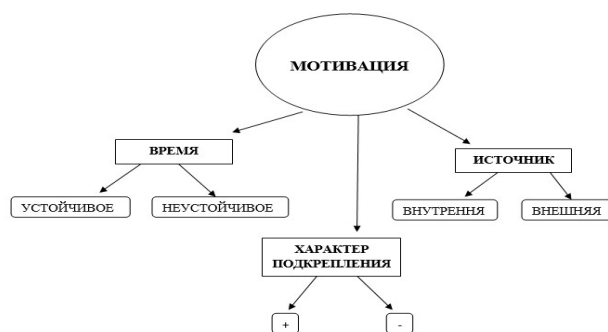 МОТИВАЦИЯ
ВРЕМЯ
ИСТОЧНИК
УСТОЙЧИВОЕ
НЕУСТОЙЧИВОЕ
ВНУТРЕННЯ
ВНЕШНЯЯ
ХАРАКТЕР
ПОДКРЕПЛЕНИЯ
+
-